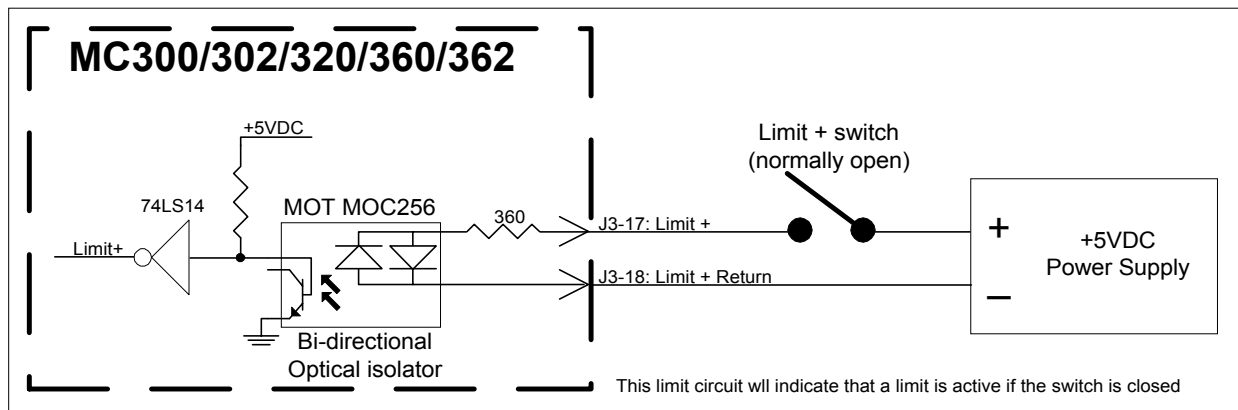 MC300/302/320/360/362
+5VDC
74LS14
MOT MOC256
360
Limit+
Bi-directional
Optical isolator
J3-17: Limit +
J3-18: Limit + Return
Limit + switch
(normally open)
+
–
+5VDC
Power Supply
This limit circuit wll indicate that a limit is active if the switch is closed